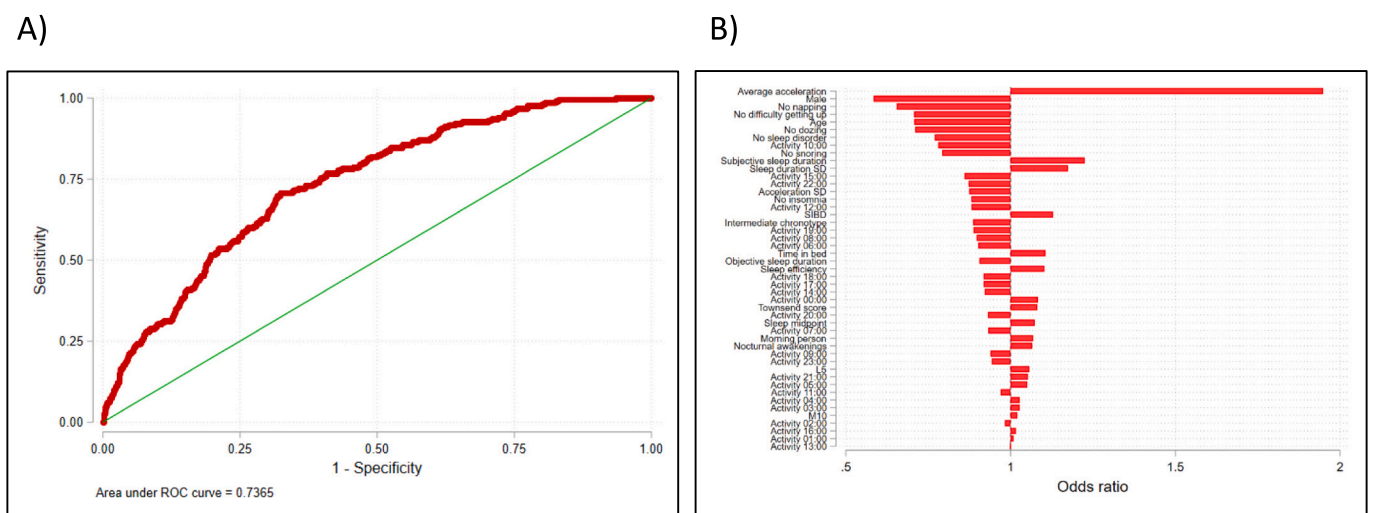 A)
B)
1.00
0.75
0.50
0.25
0.00
Sensitivity
0.00 0.25 0.50 0.75 1.00
1 - Specificity
Area under ROC curve = 0.7365
Average acceleration
Male
No napping
No difficulty getting up
Age
No dozing
No sleep disorder
Activity 10:00
No snoring
Subjective sleep duration
Sleep duration SD
Activity 15:00
Activity 22:00
Acceleration SD
No insomnia
Activity 12:00
SIBD
Intermediate chronotype
Activity 19:00
Activity 08:00
Activity 06:00
Time in bed
Objective sleep duration
Sleep efficiency
Activity 18:00
Activity 17:00
Activity 14:00
Activity 00:00
Townsend score
Activity 20:00
Sleep midpoint
Activity 07:00
Morning person
Nocturnal awakenings
Activity 09:00
Activity 23:00
L5
Activity 21:00
Activity 05:00
Activity 11:00
Activity 04:00
Activity 03:00
M10
Activity 02:00
Activity 16:00
Activity 01:00
Activity 13:00
.5 1 1.5 2
Odds ratio